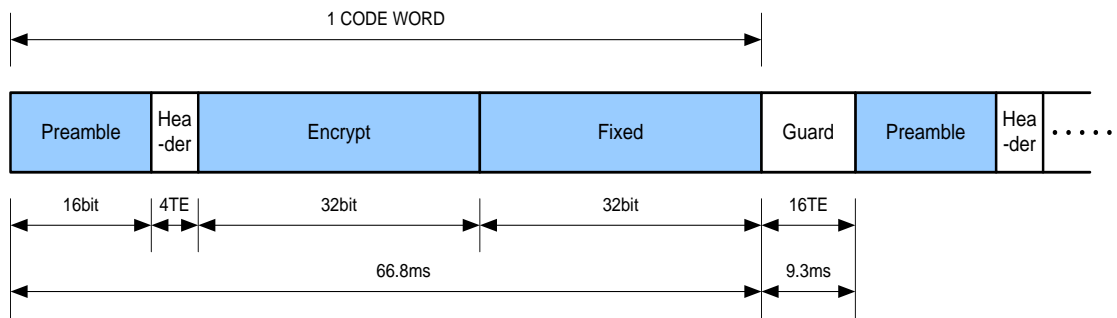 1 CODE WORD
Preamble
Hea
-der
Encrypt
Fixed
Guard
Preamble
Hea
-der
.....
16bit
4TE
32bit
32bit
16TE
66.8ms
9.3ms